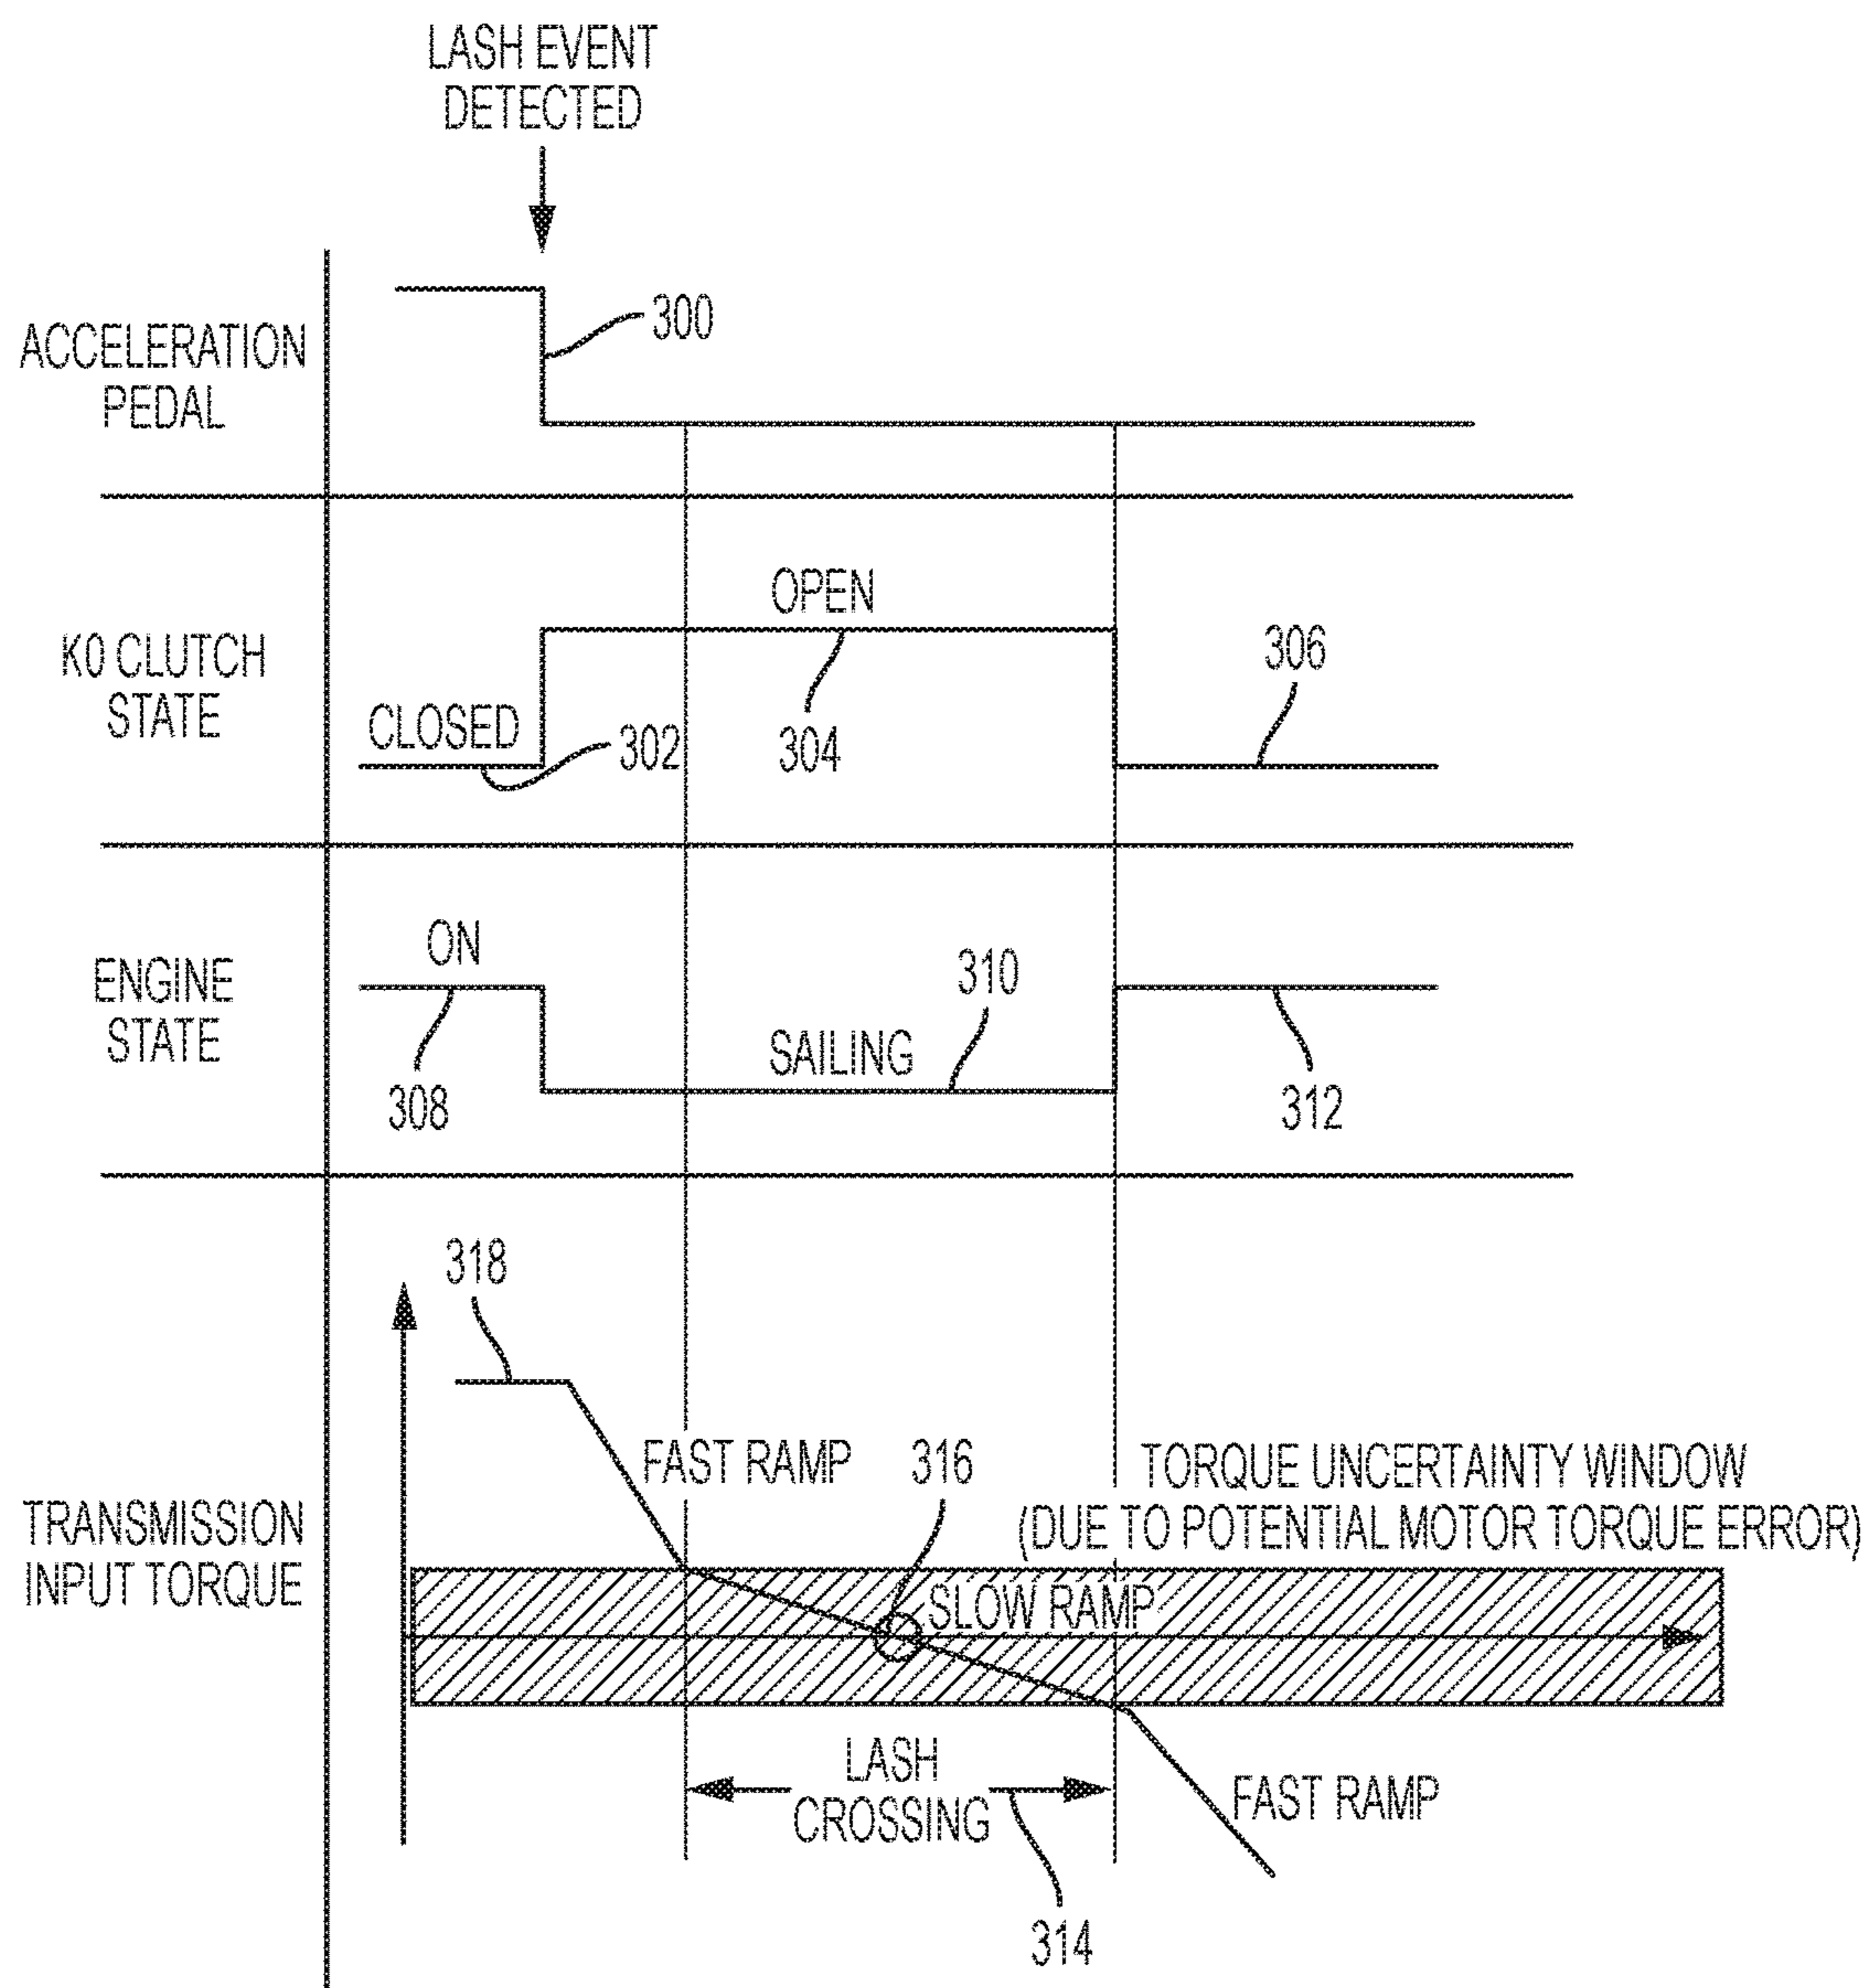 LASH EVENT
DETECTED
300
ACCELERATION
PEDAL
OPEN
K0 CLUTCH
STATE
306
CLOSED
302
304
ON
ENGINE
STATE
310
SAILING
308
312
318
FAST RAMP
316
TORQUE UNCERTAINTY WINDOW
(DUE TO POTENTIAL MOTOR TORQUE ERROR)
TRANSMISSION
INPUT TORQUE
SLOW RAMP
LASH
CROSSING
FAST RAMP
314